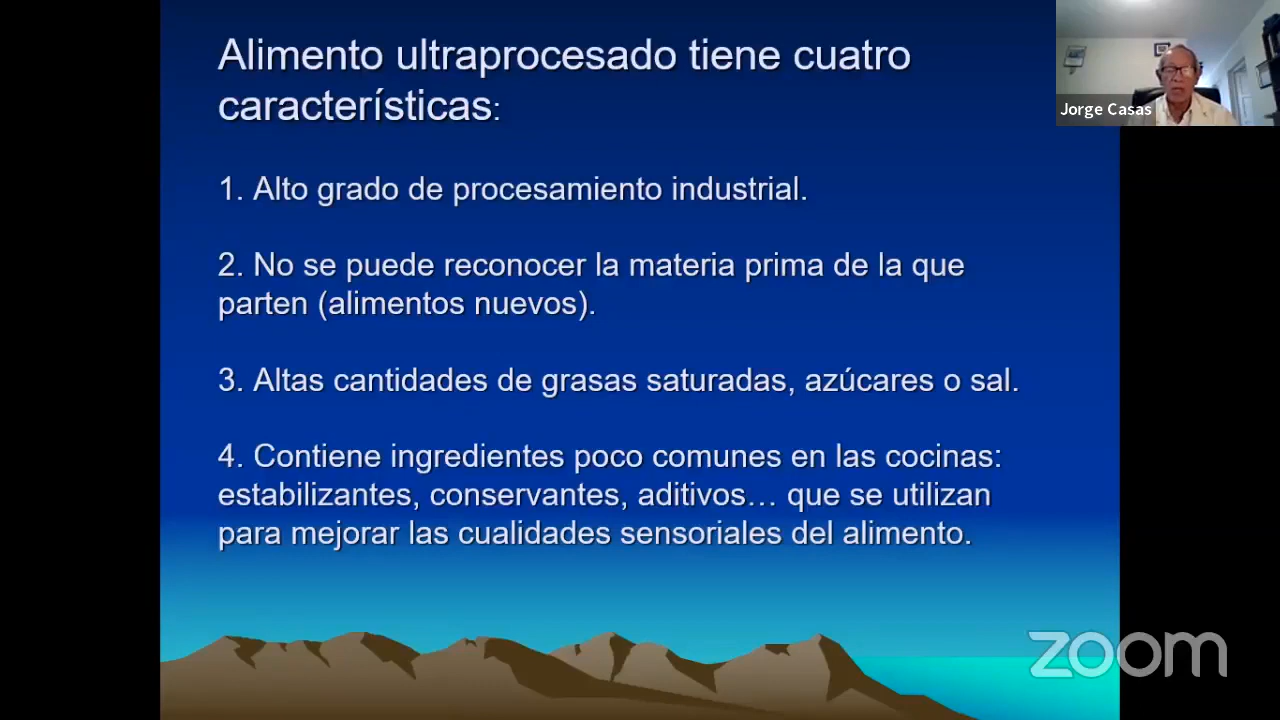 Alimento ultraprocesado tiene cuatro
características:
1. Alto grado de procesamiento industrial.
2. No se puede reconocer la materia prima de la que
parten (alimentos nuevos).
3. Altas cantidades de grasas saturadas, azúcares o sal.
4. Contiene ingredientes poco comunes en las cocinas:
estabilizantes, conservantes, aditivos… que se utilizan
para mejorar las cualidades sensoriales del alimento.
Jorge Casas
zoom